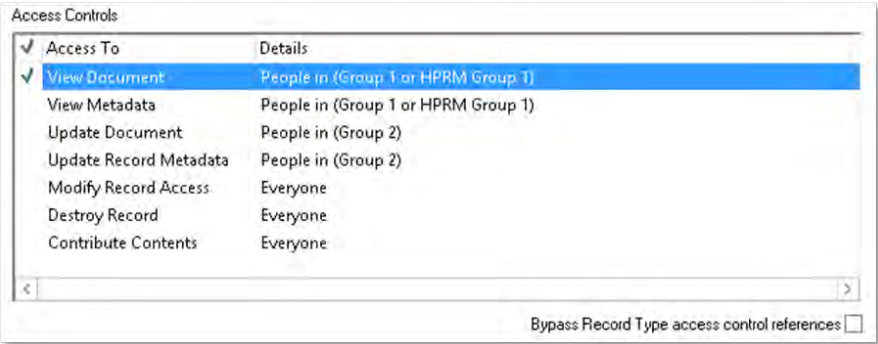 Access Controls
Access To Details
View Document People in (Group 1 or HPRM Group 1)
View Metadata People in (Group 1 or HPRM Group 1)
Update Document People in (Group 2)
Update Record Metadata People in (Group 2)
Modify Record Access Everyone
Destroy Record Everyone
Contribute Contents Everyone
Bypass Record Type access control references